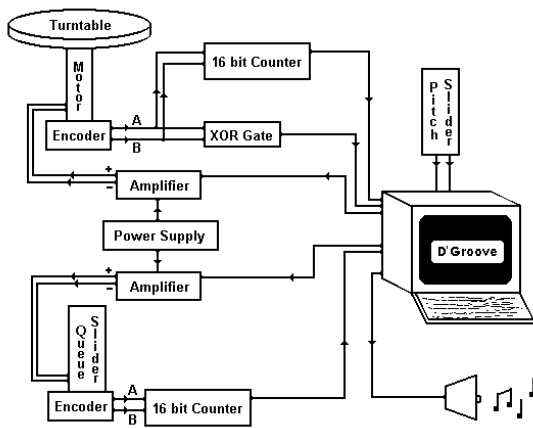 Turntable
Motor
Encoder
A
B
16 bit Counter
XOR Gate
Pitch
Slider
+
−
Amplifier
Power Supply
D'Groove
+
−
Amplifier
Queue
Slider
Encoder
A
B
16 bit Counter